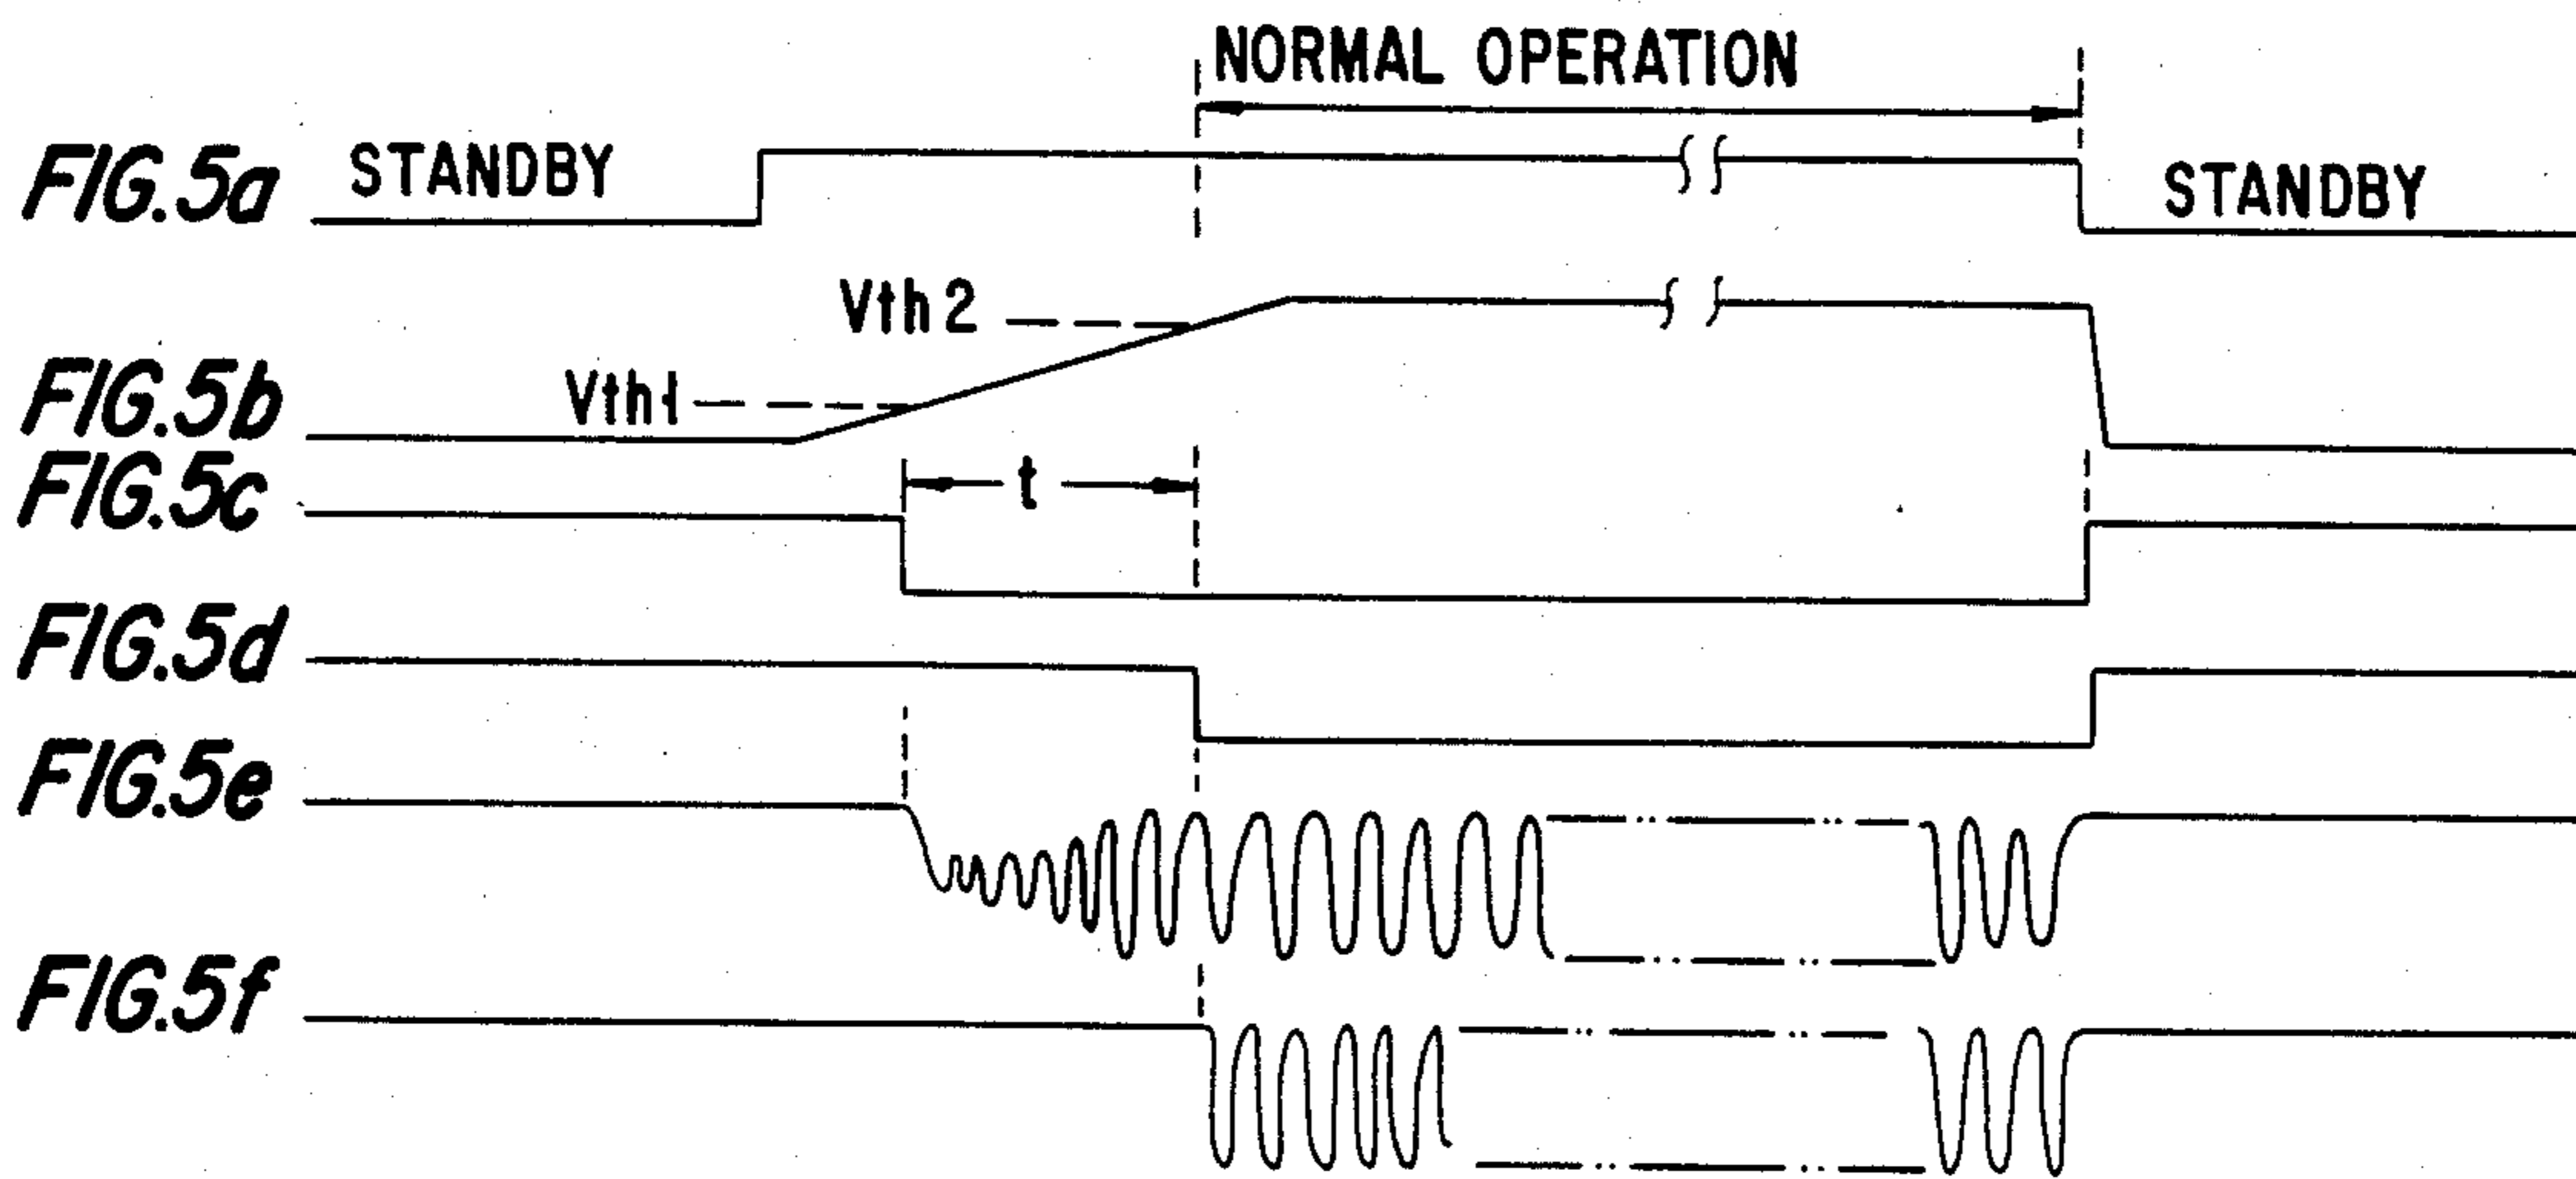 NORMAL OPERATION
FIG.5a STANDBY STANDBY
Vth2
FIG.5b Vth1
FIG.5c t
FIG.5d
FIG.5e
FIG.5f